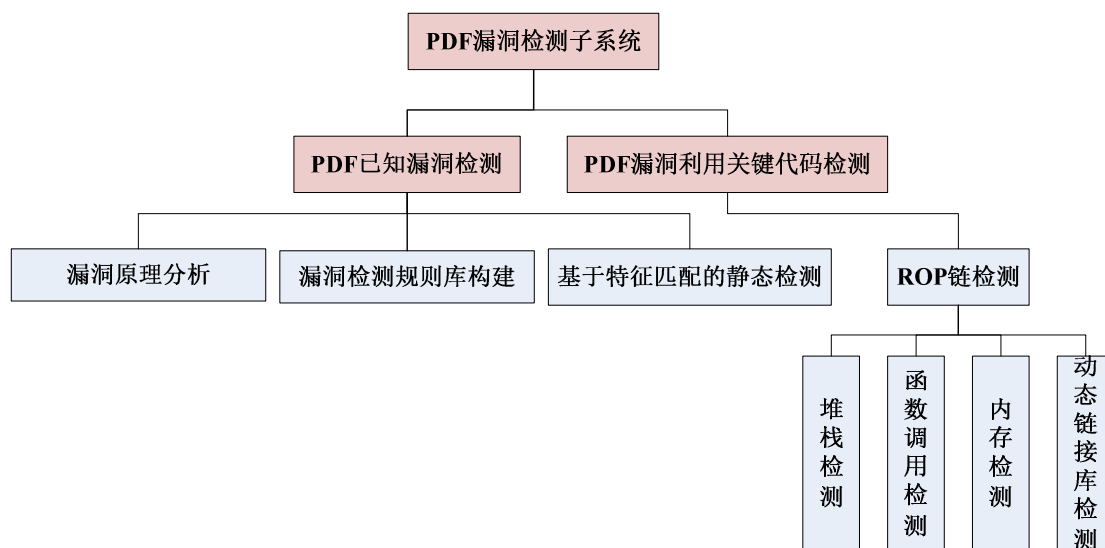 PDF漏洞检测子系统
PDF已知漏洞检测
PDF漏洞利用关键代码检测
漏洞原理分析
漏洞检测规则库构建
基于特征匹配的静态检测
ROP链检测
堆栈检测
函数调用检测
内存检测
动态链接库检测